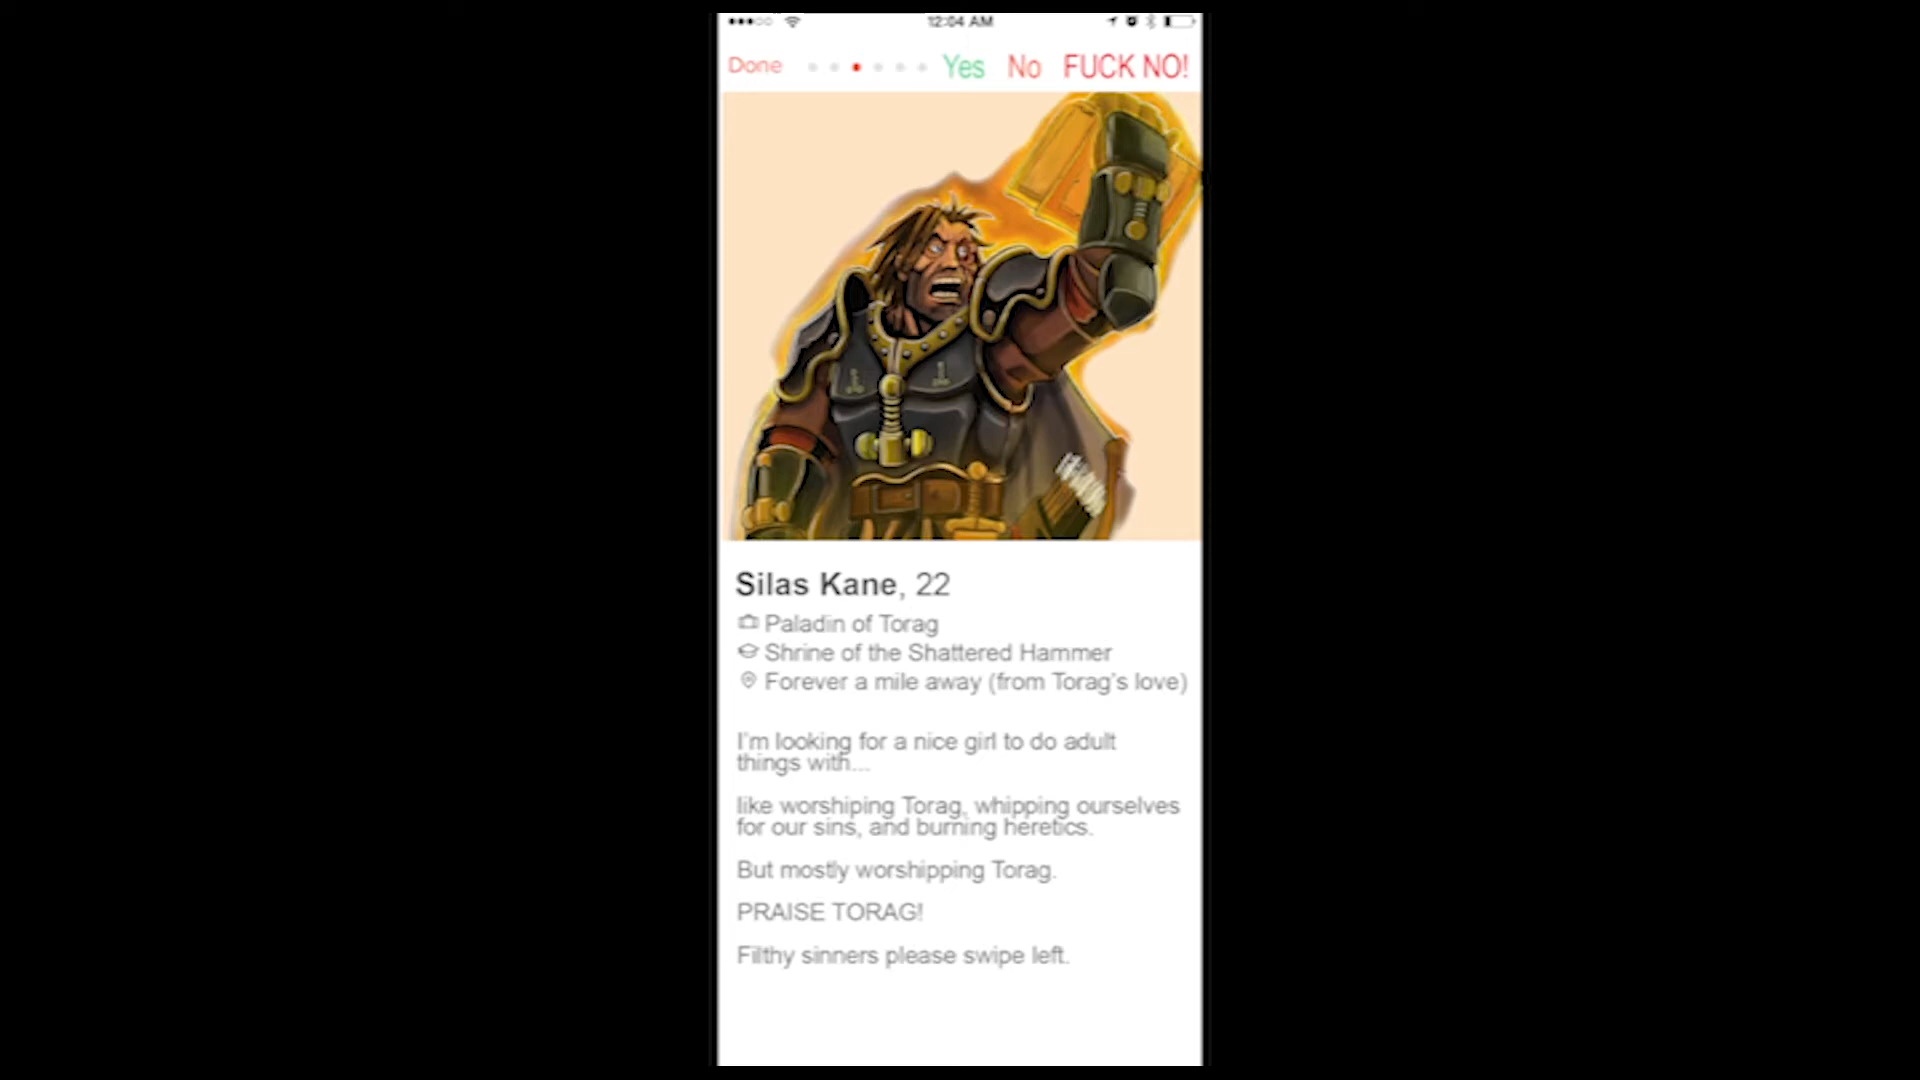 12:04 AM
Done Yes No FUCK NO!
Silas Kane, 22
Paladin of Torag
Shrine of the Shattered Hammer
Forever a mile away (from Torag's love)
I'm looking for a nice girl to do adult
things with...
like worshiping Torag, whipping ourselves
for our sins, and burning heretics.
But mostly worshipping Torag.
PRAISE TORAG!
Filthy sinners please swipe left.